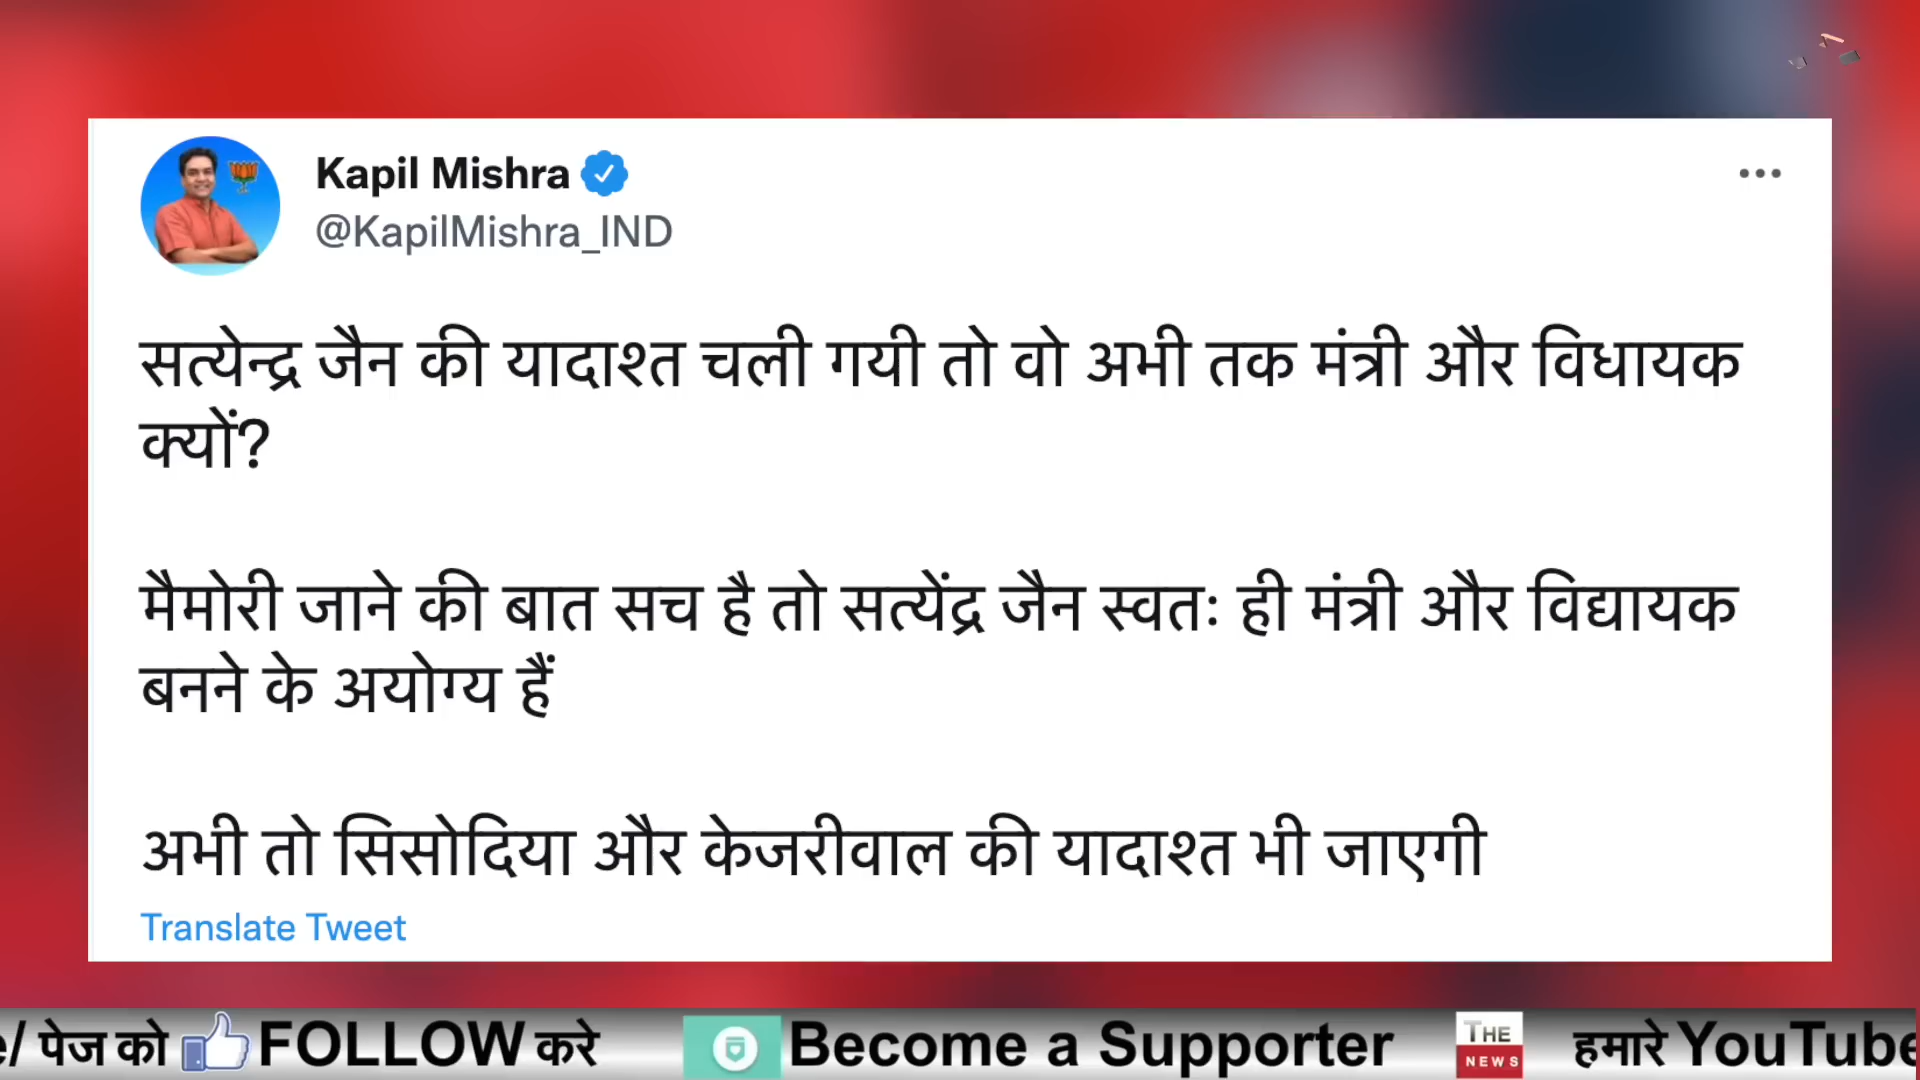 Kapil Mishra
@KapilMishra_IND
सत्येन्द्र जैन की यादाश्त चली गयी तो वो अभी तक मंत्री और विधायक
क्यों?
मैमोरी जाने की बात सच है तो सत्येंद्र जैन स्वतः ही मंत्री और विद्यायक
बनने के अयोग्य हैं
अभी तो सिसोदिया और केजरीवाल की यादाश्त भी जाएगी
Translate Tweet
e/ पेज को FOLLOW करे Become a Supporter THE NEWS हमारे YouTube